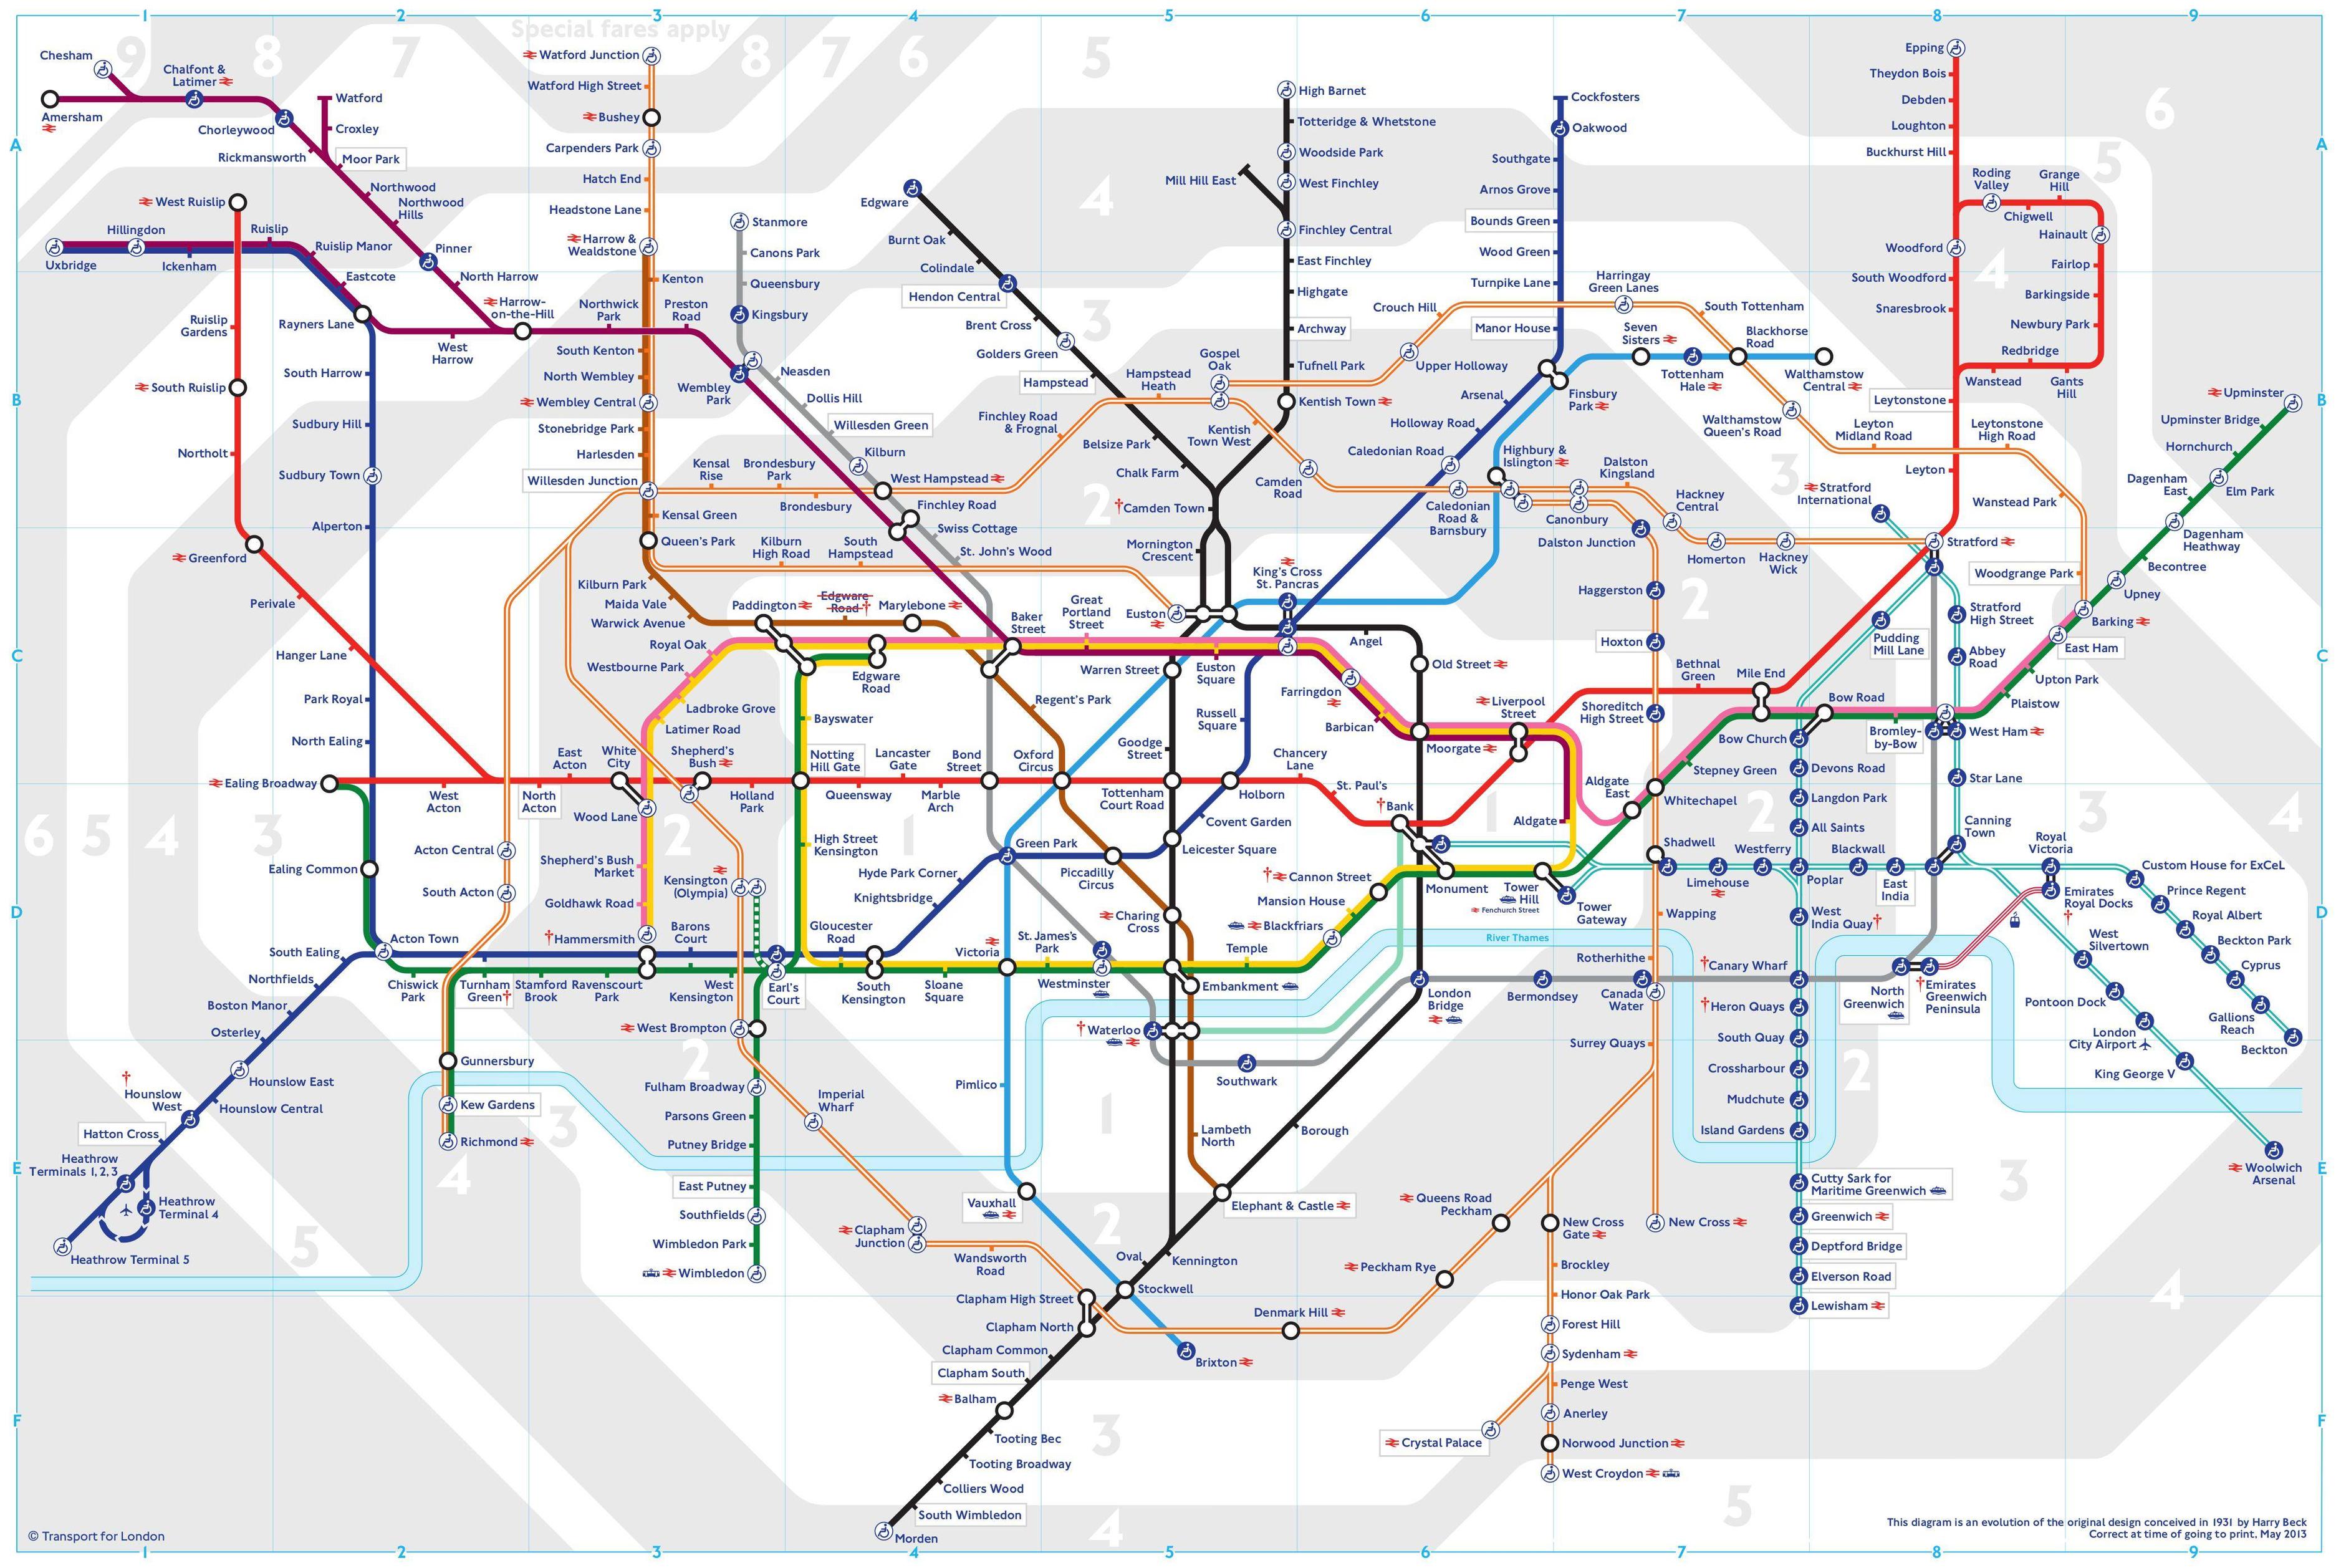 1 2 3 4 5 6 7 8 9
Special fares apply
9 8 7 8 7 6 5
6
5
4
4
3
3
2
Chesham
Chalfont &
Latimer
Amersham
Chorleywood
Rickmansworth
Watford
Croxley
Moor Park
Northwood
Northwood
Hills
Pinner
North Harrow
Harrow-
on-the-Hill
Northwick
Park
Preston
Road
West
Harrow
Hillingdon
Uxbridge
Ickenham
Ruislip
Ruislip Manor
Eastcote
Rayners Lane
West Ruislip
Ruislip
Gardens
South Ruislip
Northolt
Greenford
Perivale
Hanger Lane
South Harrow
Sudbury Hill
Sudbury Town
Alperton
Park Royal
North Ealing
Ealing Broadway
Ealing Common
West
Acton
North
Acton
East
Acton
White
City
Shepherd's
Bush
Holland
Park
Notting
Hill Gate
Queensway
Lancaster
Gate
Marble
Arch
Bond
Street
Oxford
Circus
Tottenham
Court Road
Holborn
Chancery
Lane
St. Paul's
Bank
Liverpool
Street
Bethnal
Green
Mile End
Watford Junction
Watford High Street
Bushey
Carpenders Park
Hatch End
Headstone Lane
Harrow &
Wealdstone
Kenton
South Kenton
North Wembley
Wembley Central
Stonebridge Park
Harlesden
Willesden Junction
Kensal Green
Queen's Park
Kilburn Park
Maida Vale
Warwick Avenue
Paddington
Edgware
Road
Marylebone
Baker
Street
Regent's Park
Stanmore
Canons Park
Queensbury
Kingsbury
Wembley
Park
Neasden
Dollis Hill
Willesden Green
Kilburn
West Hampstead
Finchley Road
Swiss Cottage
St. John's Wood
Kensal
Rise
Brondesbury
Park
Brondesbury
Kilburn
High Road
South
Hampstead
Finchley Road
& Frognal
Hampstead
Heath
Gospel
Oak
Kentish
Town West
Camden
Road
Edgware
Burnt Oak
Colindale
Hendon Central
Brent Cross
Golders Green
Hampstead
Belsize Park
Chalk Farm
Camden Town
Mornington
Crescent
Euston
High Barnet
Totteridge & Whetstone
Woodside Park
West Finchley
Mill Hill East
Finchley Central
East Finchley
Highgate
Archway
Tufnell Park
Kentish Town
Cockfosters
Oakwood
Southgate
Arnos Grove
Bounds Green
Wood Green
Turnpike Lane
Manor House
Finsbury
Park
Arsenal
Holloway Road
Caledonian Road
King's Cross
St. Pancras
Crouch Hill
Upper Holloway
Harringay
Green Lanes
South Tottenham
Seven
Sisters
Tottenham
Hale
Blackhorse
Road
Walthamstow
Central
Walthamstow
Queen's Road
Leyton
Midland Road
Leytonstone
High Road
Wanstead Park
Woodgrange Park
Highbury &
Islington
Caledonian
Road &
Barnsbury
Canonbury
Dalston
Kingsland
Hackney
Central
Homerton
Hackney
Wick
Dalston Junction
Haggerston
Hoxton
Shoreditch
High Street
Epping
Theydon Bois
Debden
Loughton
Buckhurst Hill
Roding
Valley
Grange
Hill
Chigwell
Hainault
Fairlop
Barkingside
Newbury Park
Redbridge
Wanstead
Gants
Hill
Woodford
South Woodford
Snaresbrook
Leytonstone
Leyton
Stratford
International
Stratford
Stratford
High Street
Abbey
Road
Pudding
Mill Lane
Upminster
Upminster Bridge
Hornchurch
Elm Park
Dagenham
East
Dagenham
Heathway
Becontree
Upney
Barking
East Ham
Upton Park
Plaistow
West Ham
Bromley-
by-Bow
Bow Road
Bow Church
Stepney Green
Devons Road
Langdon Park
All Saints
Star Lane
Canning
Town
Royal Oak
Westbourne Park
Ladbroke Grove
Latimer Road
Wood Lane
Shepherd's Bush
Market
Goldhawk Road
Hammersmith
Edgware
Road
Bayswater
High Street
Kensington
Great
Portland
Street
Euston
Square
Farringdon
Barbican
Moorgate
Angel
Old Street
Warren Street
Goodge
Street
Russell
Square
Covent Garden
Leicester Square
Green Park
Piccadilly
Circus
Hyde Park Corner
Knightsbridge
Charing
Cross
Aldgate
Aldgate
East
Whitechapel
Shadwell
Wapping
Rotherhithe
Canada
Water
Surrey Quays
Monument
Tower
Hill
Fenchurch Street
Tower
Gateway
Cannon Street
Mansion House
Blackfriars
Temple
Embankment
Westminster
St. James's
Park
Victoria
Sloane
Square
South
Kensington
Gloucester
Road
Earl's
Court
Barons
Court
West
Kensington
Kensington
(Olympia)
Acton Central
South Acton
Acton Town
South Ealing
Northfields
Boston Manor
Osterley
Hounslow East
Hounslow Central
Hounslow
West
Hatton Cross
Heathrow
Terminals 1, 2, 3
Heathrow
Terminal 4
Heathrow Terminal 5
Chiswick
Park
Turnham
Green
Stamford
Brook
Ravenscourt
Park
Gunnersbury
Kew Gardens
Richmond
West Brompton
Fulham Broadway
Parsons Green
Putney Bridge
East Putney
Southfields
Wimbledon Park
Wimbledon
Imperial
Wharf
Clapham
Junction
Wandsworth
Road
Clapham High Street
Clapham North
Clapham Common
Clapham South
Balham
Tooting Bec
Tooting Broadway
Colliers Wood
South Wimbledon
Morden
Pimlico
Vauxhall
Stockwell
Brixton
Oval
Kennington
Waterloo
Lambeth
North
Elephant & Castle
Borough
Southwark
London
Bridge
Bermondsey
River Thames
Denmark Hill
Peckham Rye
Queens Road
Peckham
New Cross
Gate
New Cross
Brockley
Honor Oak Park
Forest Hill
Sydenham
Penge West
Crystal Palace
Anerley
Norwood Junction
West Croydon
Limehouse
Westferry
Poplar
Blackwall
East
India
West
India Quay
Canary Wharf
Heron Quays
South Quay
Crossharbour
Mudchute
Island Gardens
Cutty Sark for
Maritime Greenwich
Greenwich
Deptford Bridge
Elverson Road
Lewisham
North
Greenwich
Emirates
Greenwich
Peninsula
Emirates
Royal Docks
Royal
Victoria
Custom House for ExCeL
Prince Regent
Royal Albert
Beckton Park
Cyprus
Gallions
Reach
Beckton
West
Silvertown
Pontoon Dock
London
City Airport
King George V
Woolwich
Arsenal
6 5 4 3 2 1 1 2 2 3 4
2 3 4 5
1 2 3 4
2 3 4 5
A B C D E F
A B C D E F
© Transport for London
This diagram is an evolution of the original design conceived in 1931 by Harry Beck
Correct at time of going to print, May 2013
1 2 3 4 5 6 7 8 9